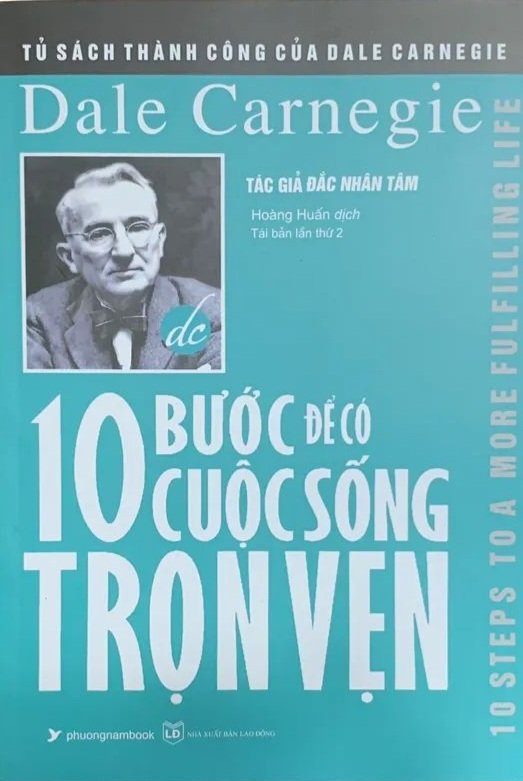 TỦ SÁCH THÀNH CÔNG CỦA DALE CARNEGIE
Dale Carnegie
TÁC GIẢ ĐẮC NHÂN TÂM
Hoàng Huấn dịch
Tái bản lần thứ 2
dc
10 BƯỚC ĐỂ CÓ
CUỘC SỐNG
TRỌN VẸN
10 STEPS TO A MORE FULFILLING LIFE
phuongnambook
LĐ NHÀ XUẤT BẢN LAO ĐỘNG